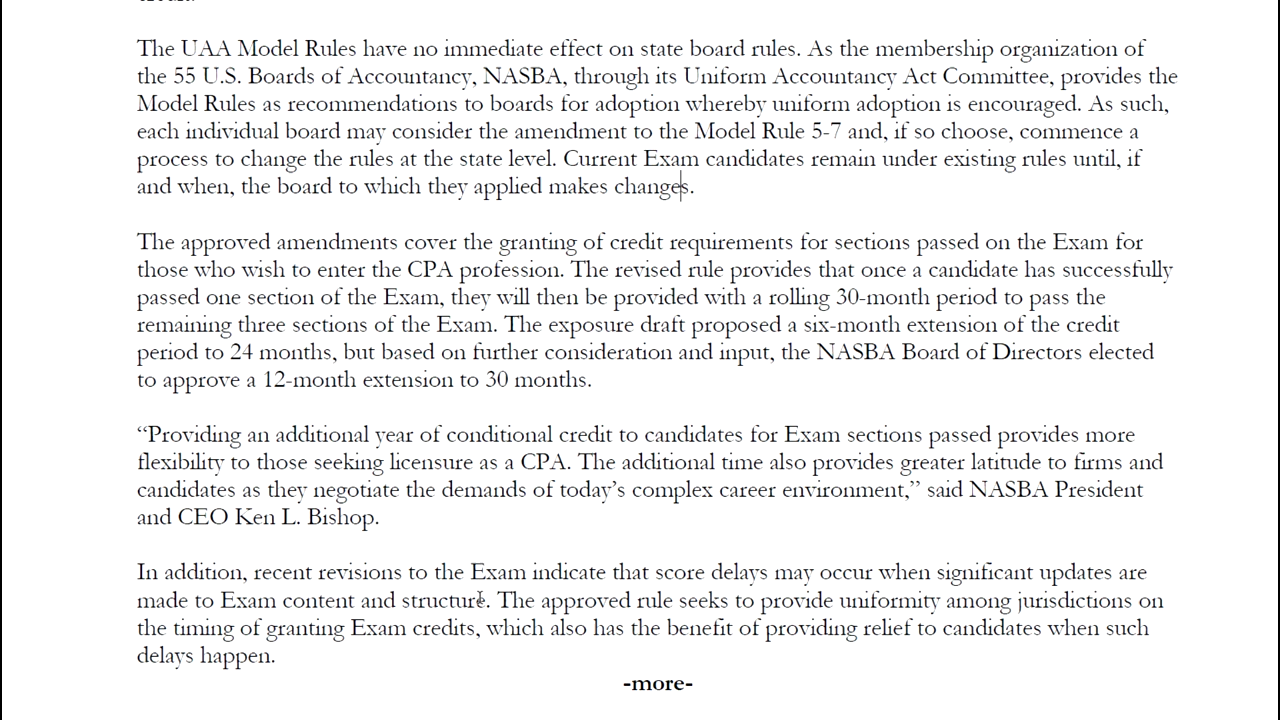 The UAA Model Rules have no immediate effect on state board rules. As the membership organization of
the 55 U.S. Boards of Accountancy, NASBA, through its Uniform Accountancy Act Committee, provides the
Model Rules as recommendations to boards for adoption whereby uniform adoption is encouraged. As such,
each individual board may consider the amendment to the Model Rule 5-7 and, if so choose, commence a
process to change the rules at the state level. Current Exam candidates remain under existing rules until, if
and when, the board to which they applied makes changes.
The approved amendments cover the granting of credit requirements for sections passed on the Exam for
those who wish to enter the CPA profession. The revised rule provides that once a candidate has successfully
passed one section of the Exam, they will then be provided with a rolling 30-month period to pass the
remaining three sections of the Exam. The exposure draft proposed a six-month extension of the credit
period to 24 months, but based on further consideration and input, the NASBA Board of Directors elected
to approve a 12-month extension to 30 months.
“Providing an additional year of conditional credit to candidates for Exam sections passed provides more
flexibility to those seeking licensure as a CPA. The additional time also provides greater latitude to firms and
candidates as they negotiate the demands of today’s complex career environment,” said NASBA President
and CEO Ken L. Bishop.
In addition, recent revisions to the Exam indicate that score delays may occur when significant updates are
made to Exam content and structure. The approved rule seeks to provide uniformity among jurisdictions on
the timing of granting Exam credits, which also has the benefit of providing relief to candidates when such
delays happen.
-more-